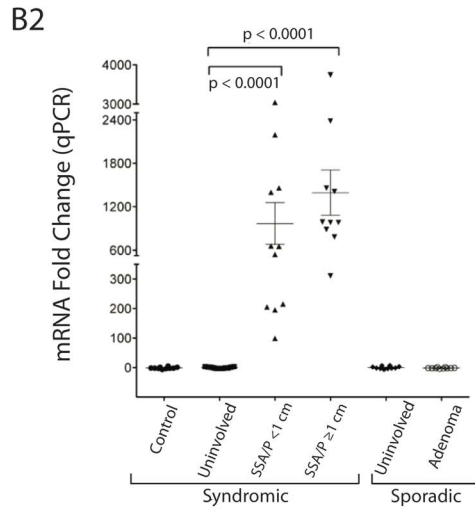 B2
p < 0.0001
p < 0.0001
mRNA Fold Change (qPCR)
4000
3000
2400
1800
1200
600
300
200
100
0
Control
Uninvolved
SSA/P <1 cm
SSA/P ≥1 cm
Uninvolved
Adenoma
Syndromic
Sporadic